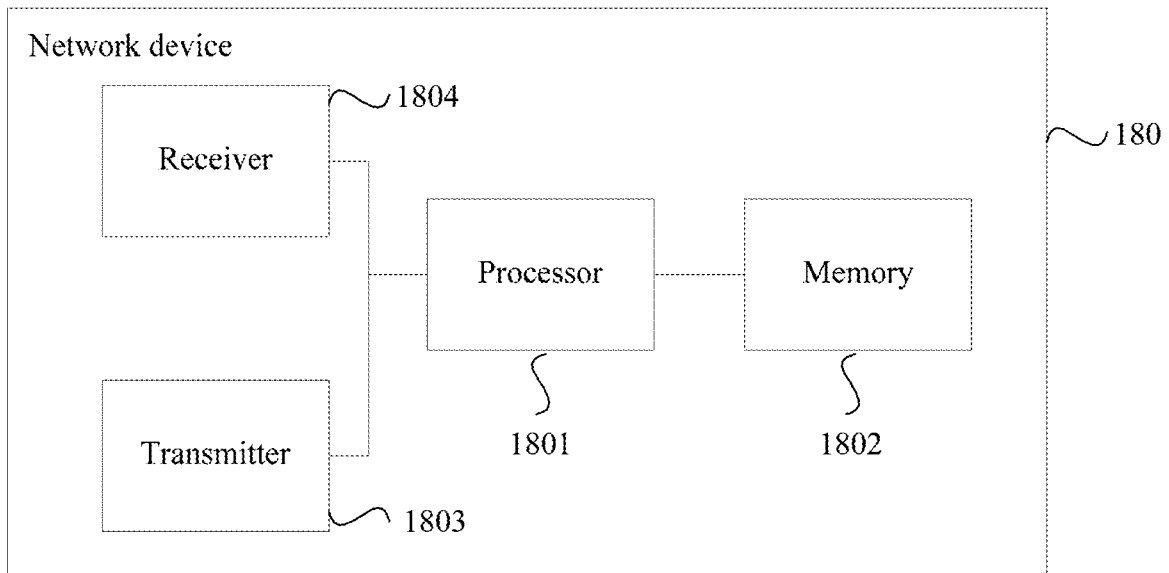 Network device
1804
Receiver
180
Processor
Memory
1801
1802
Transmitter
1803